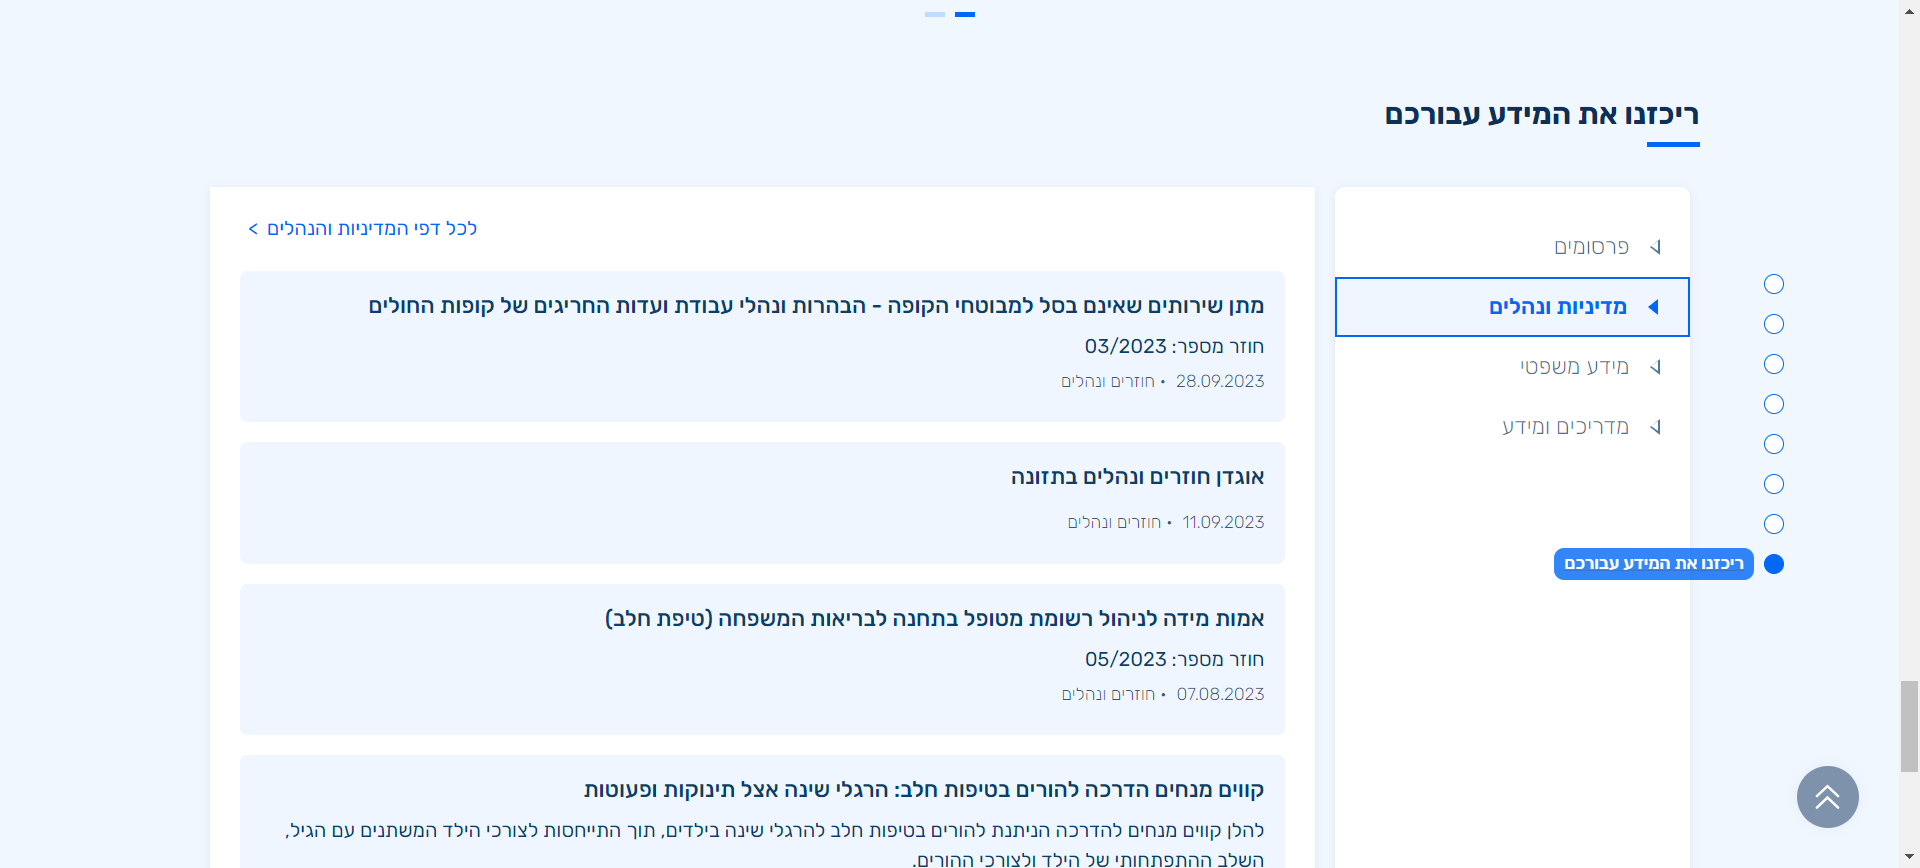 ריכזנו את המידע עבורכם
פרסומים
מדיניות ונהלים
מידע משפטי
מדריכים ומידע
ריכזנו את המידע עבורכם
לכל דפי המדיניות והנהלים >
מתן שירותים שאינם בסל למבוטחי הקופה - הבהרות ונהלי עבודת ועדות החריגים של קופות החולים
חוזר מספר: 03/2023
28.09.2023 • חוזרים ונהלים
אוגדן חוזרים ונהלים בתזונה
11.09.2023 • חוזרים ונהלים
אמות מידה לניהול רשומת מטופל בתחנה לבריאות המשפחה (טיפת חלב)
חוזר מספר: 05/2023
07.08.2023 • חוזרים ונהלים
קווים מנחים הדרכה להורים בטיפות חלב: הרגלי שינה אצל תינוקות ופעוטות
להלן קווים מנחים להדרכה הניתנת להורים בטיפות חלב להרגלי שינה בילדים, תוך התייחסות לצורכי הילד המשתנים עם הגיל,
השלב ההתפתחותי של הילד ולצורכי ההורים.